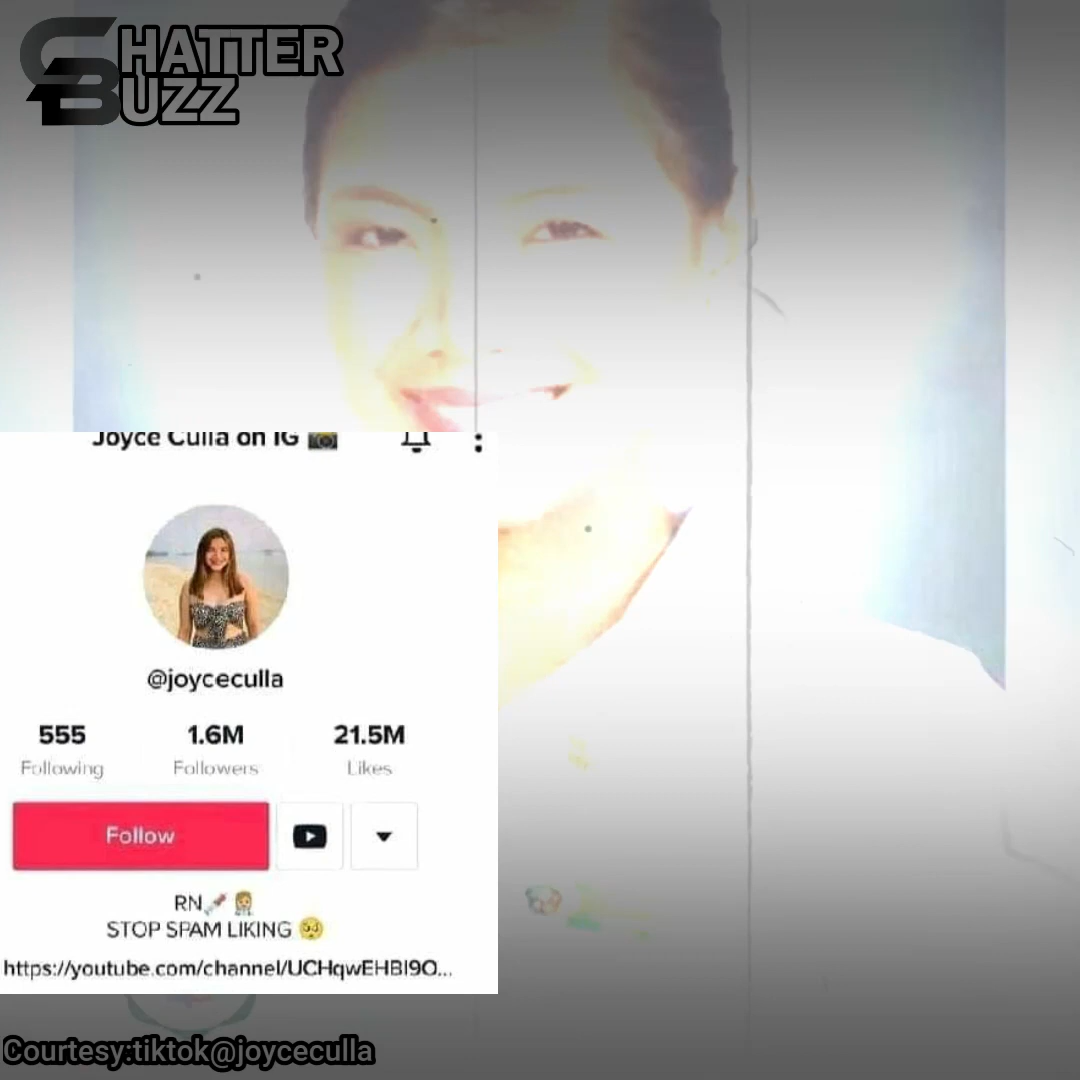 CHATTER
BUZZ
Joyce Culla on IG
@joyceculla
555
1.6M
21.5M
Following
Followers
Likes
Follow
RN
STOP SPAM LIKING
https://youtube.com/channel/UCHqwEHBI9O...
Courtesy:tiktok@joyceculla